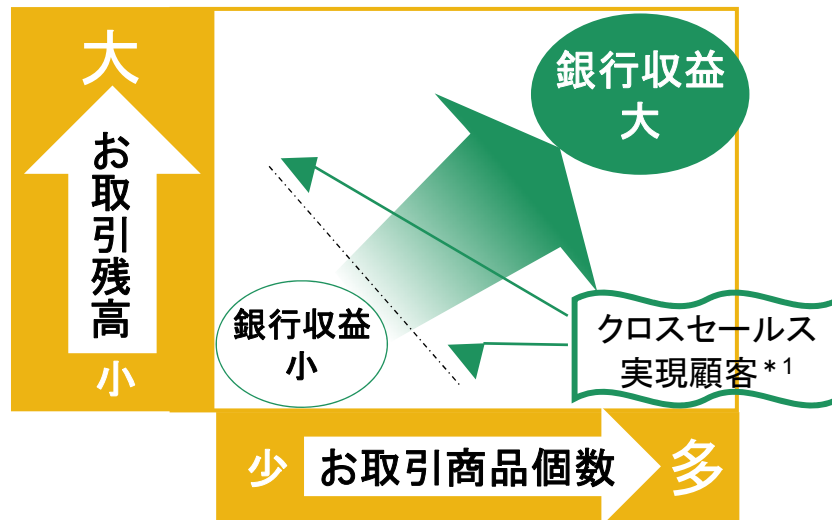 大
お取引残高
小
銀行収益
大
銀行収益
小
クロスセールス
実現顧客*1
少
お取引商品個数
多